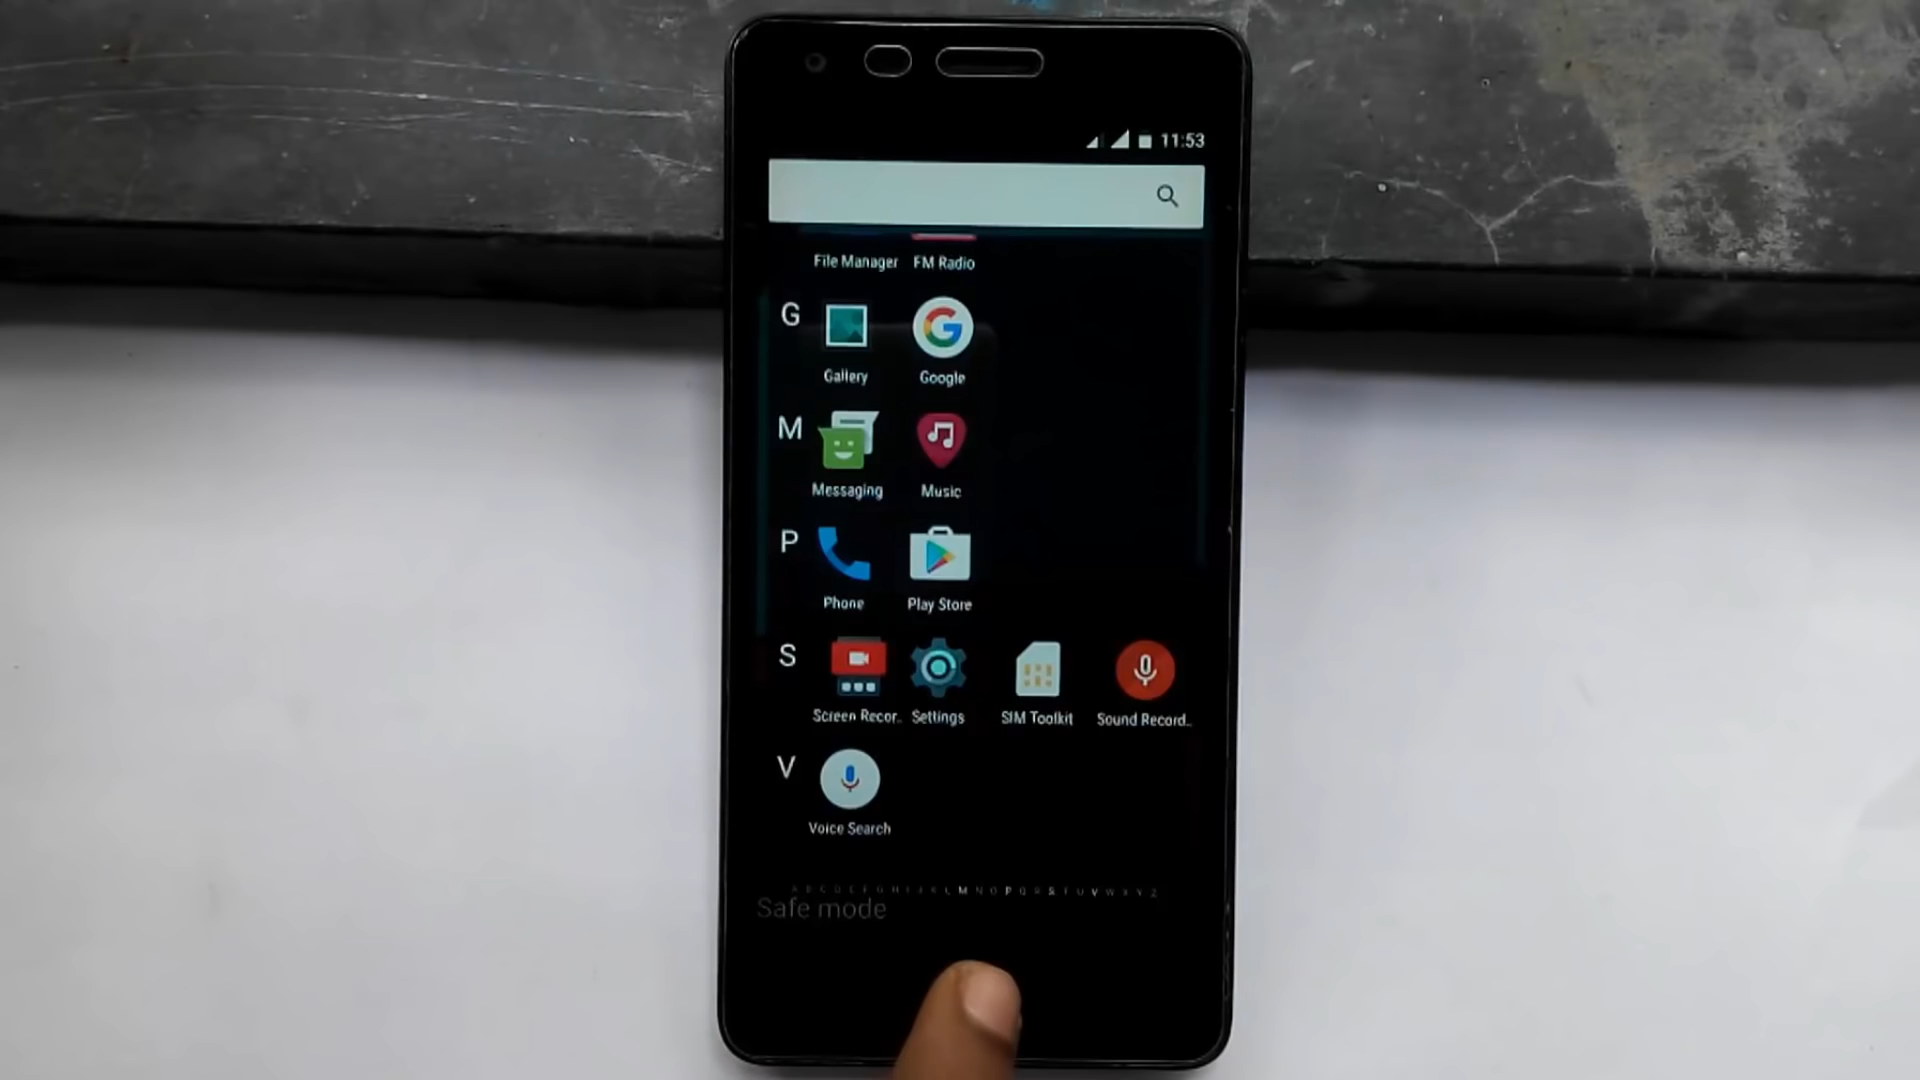 11:53
File Manager FM Radio
G
Gallery Google
M
Messaging Music
P
Phone Play Store
S
Screen Recor.. Settings SIM Toolkit Sound Record..
V
Voice Search
A B C D E F G H I J K L M N O P Q R S T U V W X Y Z
Safe mode